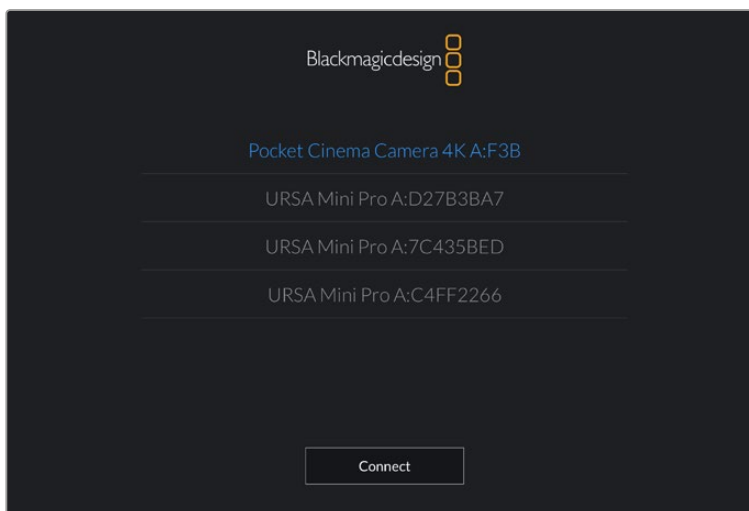 Blackmagicdesign
Pocket Cinema Camera 4K A:F3B
URSA Mini Pro A:D27B3BA7
URSA Mini Pro A:7C435BED
URSA Mini Pro A:C4FF2266
Connect